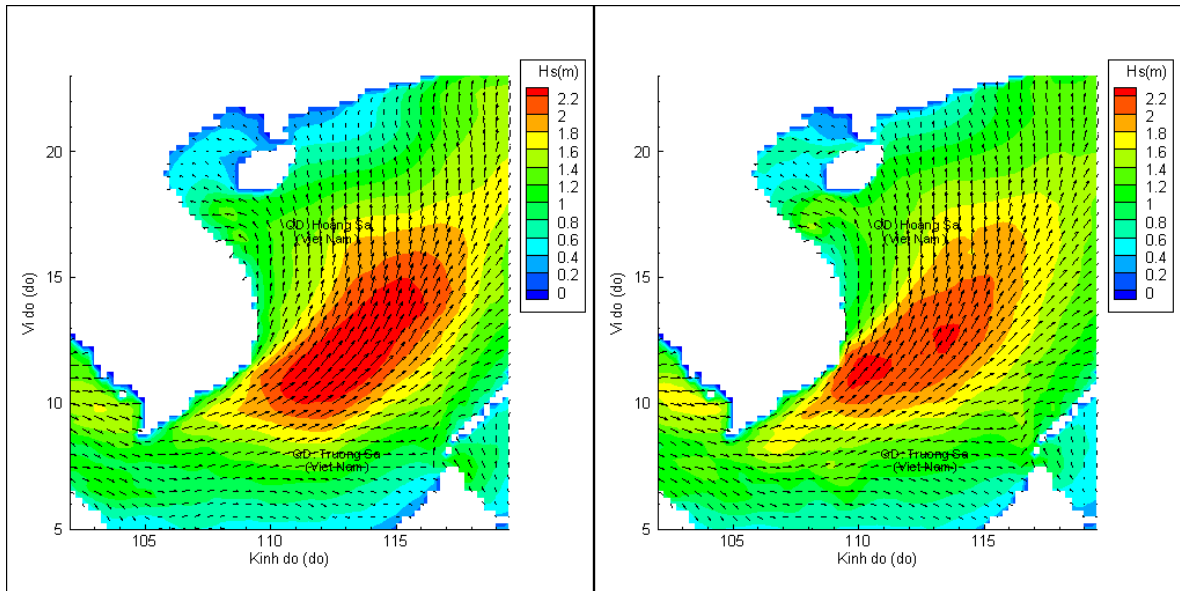 Hs(m)
2.2
2
1.8
1.6
1.4
1.2
1
0.8
0.6
0.4
0.2
0
20
15
10
5
Vi do (do)
QD. Hoang Sa
(Viet Nam)
QD. Truong Sa
(Viet Nam)
105
110
115
Kinh do (do)
Hs(m)
2.2
2
1.8
1.6
1.4
1.2
1
0.8
0.6
0.4
0.2
0
20
15
10
5
Vi do (do)
QD. Hoang Sa
(Viet Nam)
QD. Truong Sa
(Viet Nam)
105
110
115
Kinh do (do)